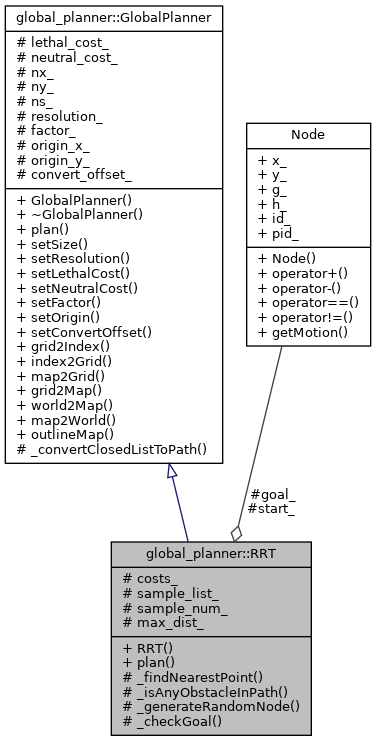 global_planner::GlobalPlanner
# lethal_cost_
# neutral_cost_
# nx_
# ny_
# ns_
# resolution_
# factor_
# origin_x_
# origin_y_
# convert_offset_
+ GlobalPlanner()
+ ~GlobalPlanner()
+ plan()
+ setSize()
+ setResolution()
+ setLethalCost()
+ setNeutralCost()
+ setFactor()
+ setOrigin()
+ setConvertOffset()
+ grid2Index()
+ index2Grid()
+ map2Grid()
+ grid2Map()
+ world2Map()
+ map2World()
+ outlineMap()
# _convertClosedListToPath()
Node
+ x_
+ y_
+ g_
+ h_
+ id_
+ pid_
+ Node()
+ operator+()
+ operator-()
+ operator==()
+ operator!=()
+ getMotion()
#goal_
#start_
global_planner::RRT
# costs_
# sample_list_
# sample_num_
# max_dist_
+ RRT()
+ plan()
# _findNearestPoint()
# _isAnyObstacleInPath()
# _generateRandomNode()
# _checkGoal()